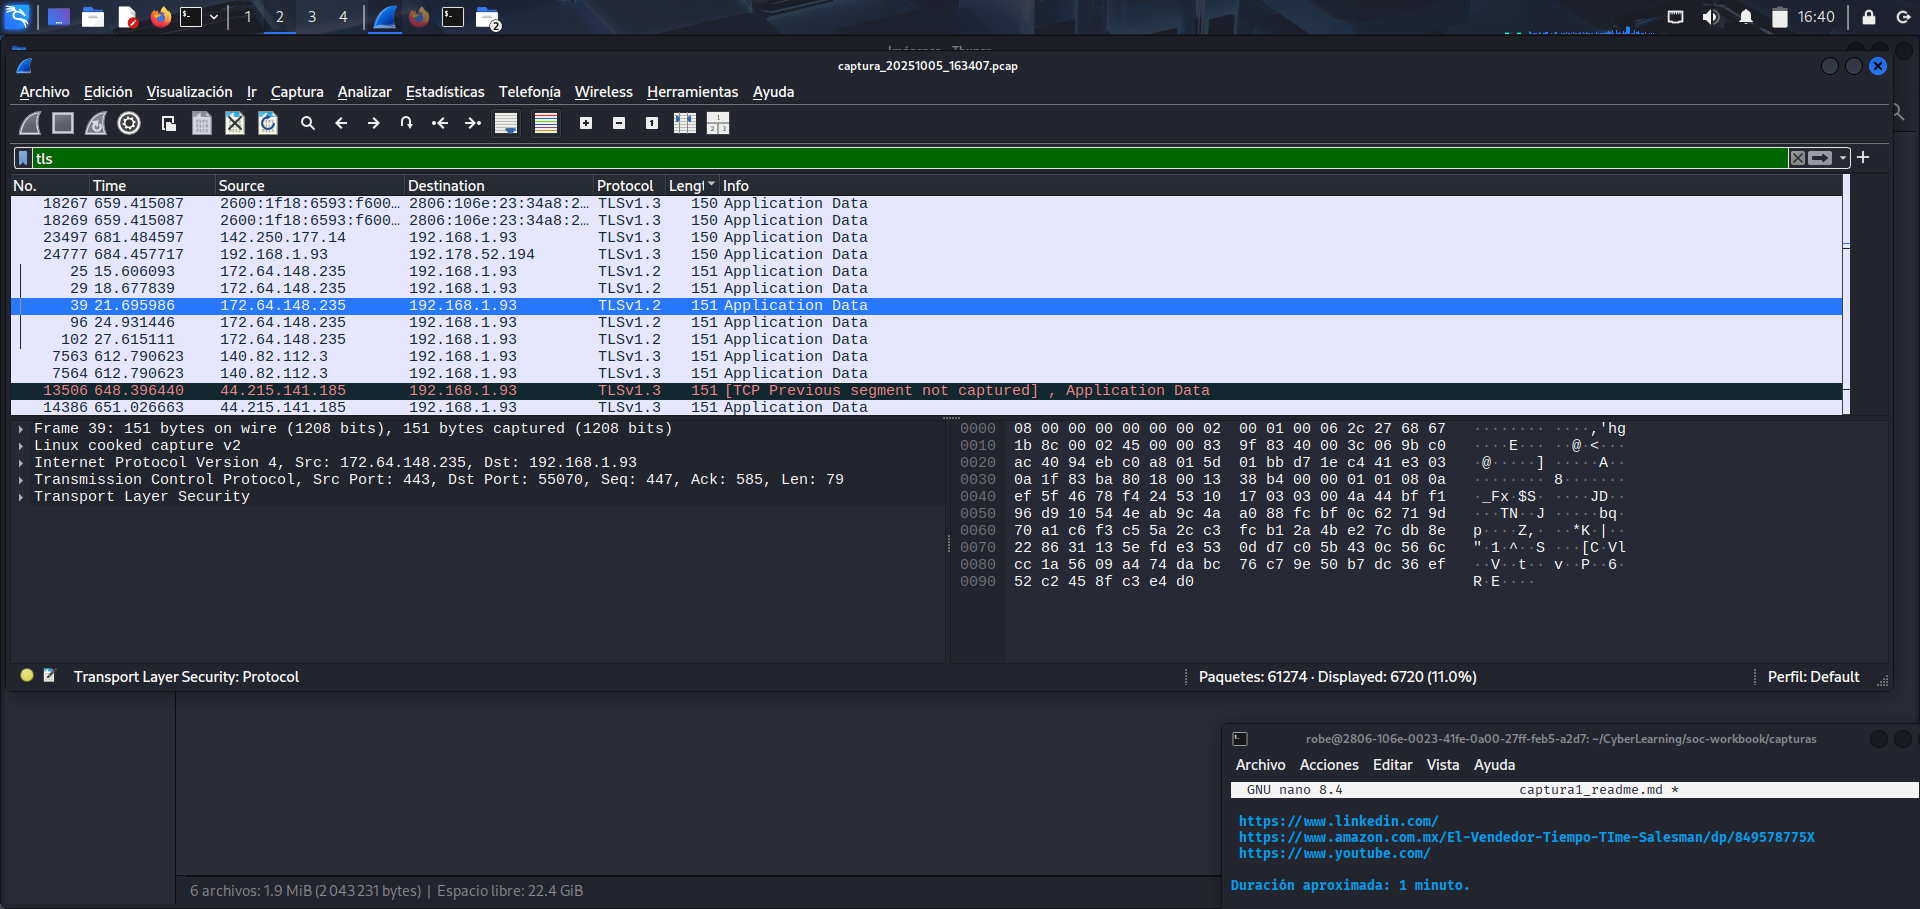 1 2 3 4 2 16:40
captura_20251005_163407.pcap
Archivo Edición Visualización Ir Captura Analizar Estadísticas Telefonía Wireless Herramientas Ayuda
tls
No. Time Source Destination Protocol Lengt Info
18267 659.415087 2600:1f18:6593:f600… 2806:106e:23:34a8:2… TLSv1.3 150 Application Data
18269 659.415087 2600:1f18:6593:f600… 2806:106e:23:34a8:2… TLSv1.3 150 Application Data
23497 681.484597 142.250.177.14 192.168.1.93 TLSv1.3 150 Application Data
24777 684.457717 192.168.1.93 192.178.52.194 TLSv1.3 150 Application Data
25 15.606093 172.64.148.235 192.168.1.93 TLSv1.2 151 Application Data
29 18.677839 172.64.148.235 192.168.1.93 TLSv1.2 151 Application Data
39 21.695986 172.64.148.235 192.168.1.93 TLSv1.2 151 Application Data
96 24.931446 172.64.148.235 192.168.1.93 TLSv1.2 151 Application Data
102 27.615111 172.64.148.235 192.168.1.93 TLSv1.2 151 Application Data
7563 612.790623 140.82.112.3 192.168.1.93 TLSv1.3 151 Application Data
7564 612.790623 140.82.112.3 192.168.1.93 TLSv1.3 151 Application Data
13506 648.396440 44.215.141.185 192.168.1.93 TLSv1.3 151 [TCP Previous segment not captured] , Application Data
14386 651.026663 44.215.141.185 192.168.1.93 TLSv1.3 151 Application Data
Frame 39: 151 bytes on wire (1208 bits), 151 bytes captured (1208 bits)
Linux cooked capture v2
Internet Protocol Version 4, Src: 172.64.148.235, Dst: 192.168.1.93
Transmission Control Protocol, Src Port: 443, Dst Port: 55070, Seq: 447, Ack: 585, Len: 79
Transport Layer Security
0000 08 00 00 00 00 00 00 02 00 01 00 06 2c 27 68 67 ········ ····,'hg
0010 1b 8c 00 02 45 00 00 83 9f 83 40 00 3c 06 9b c0 ····E··· ··@·<···
0020 ac 40 94 eb c0 a8 01 5d 01 bb d7 1e c4 41 e3 03 ·@·····] ·····A··
0030 0a 1f 83 ba 80 18 00 13 38 b4 00 00 01 01 08 0a ········ 8·······
0040 ef 5f 46 78 f4 24 53 10 17 03 03 00 4a 44 bf f1 ·_Fx·$S· ····JD··
0050 96 d9 10 54 4e ab 9c 4a a0 88 fc bf 0c 62 71 9d ···TN··J ·····bq·
0060 70 a1 c6 f3 c5 5a 2c c3 fc b1 2a 4b e2 7c db 8e p····Z,· ··*K·|··
0070 22 86 31 13 5e fd e3 53 0d d7 c0 5b 43 0c 56 6c "·1·^··S ···[C·Vl
0080 cc 1a 56 09 a4 74 da bc 76 c7 9e 50 b7 dc 36 ef ··V··t·· v··P··6·
0090 52 c2 45 8f c3 e4 d0 R·E····
Transport Layer Security: Protocol Paquetes: 61274 · Displayed: 6720 (11.0%) Perfil: Default
robe@2806-106e-0023-41fe-0a00-27ff-feb5-a2d7: ~/CyberLearning/soc-workbook/capturas
Archivo Acciones Editar Vista Ayuda
GNU nano 8.4 captura1_readme.md *
https://www.linkedin.com/
https://www.amazon.com.mx/El-Vendedor-Tiempo-TIme-Salesman/dp/849578775X
https://www.youtube.com/
Duración aproximada: 1 minuto.
6 archivos: 1.9 MiB (2 043 231 bytes) | Espacio libre: 22.4 GiB